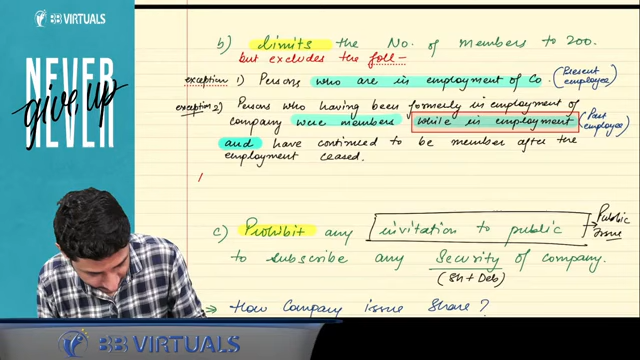 BB VIRTUALS
NEVER
give up
NEVER
b) limits the No. of members to 200.
but excludes the foll-
exception 1) Persons who are in employment of Co. (Present employee)
exception 2) Persons who having been formerly in employment of
company were members while in employment (Past Employee)
and have continued to be member after the
employment ceased.
c) Prohibit any invitation to public → Public Issue
to subscribe any Security of company.
(Sh + Deb)
⇒ How Company issue Share?
BB VIRTUALS